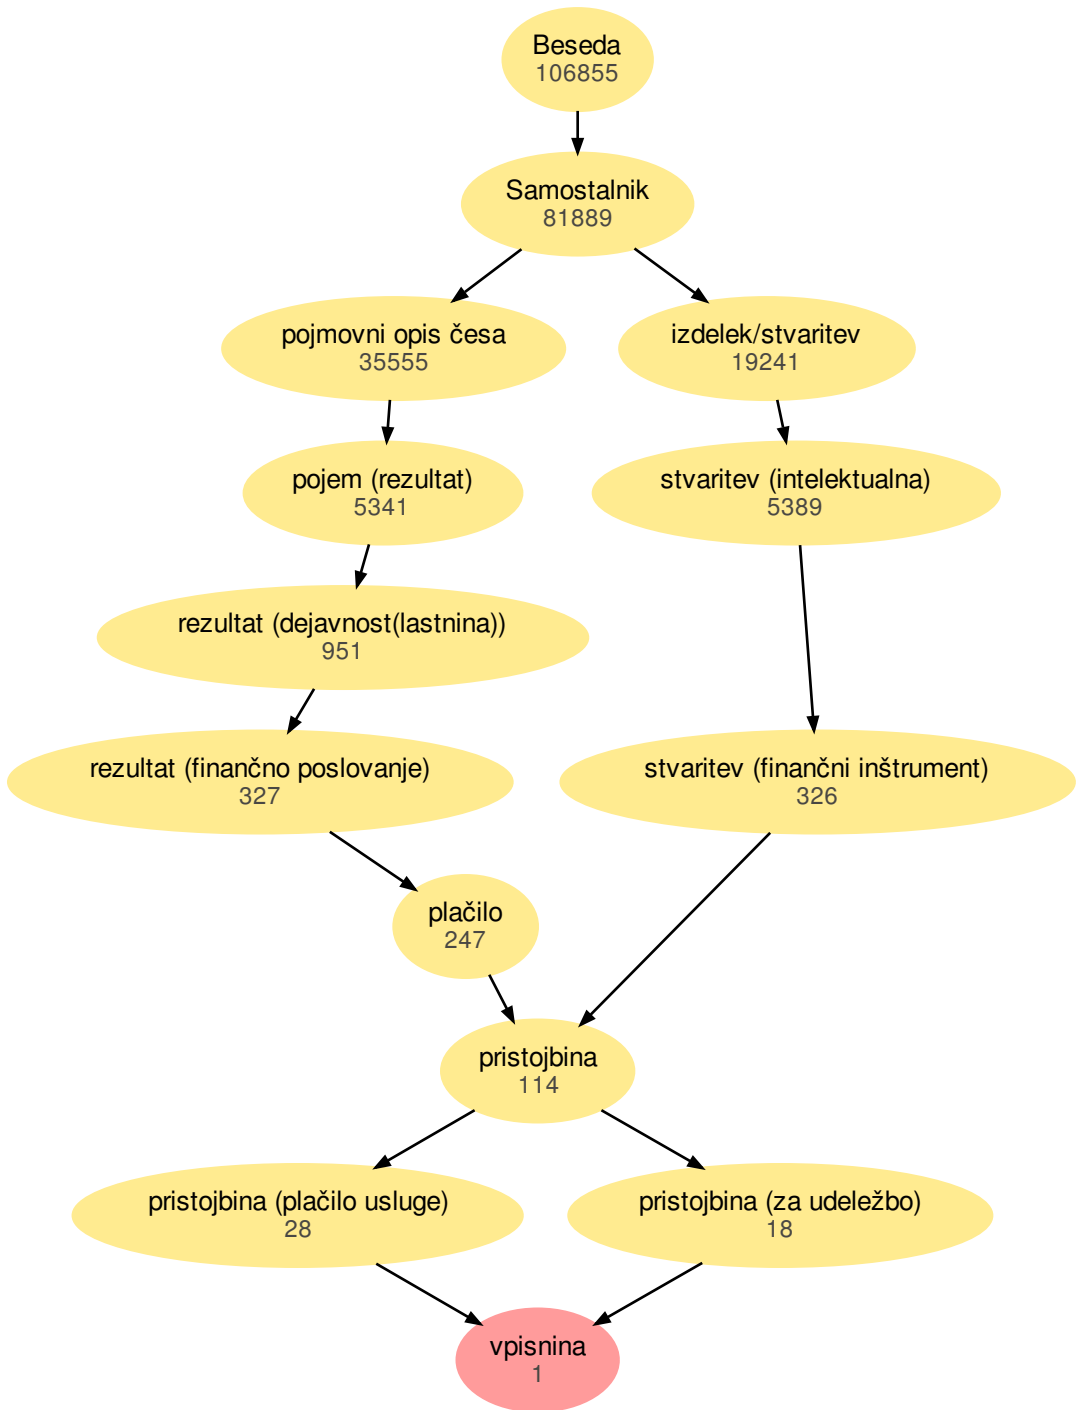 Beseda
106855
Samostalnik
81889
pojmovni opis česa
35555
izdelek/stvaritev
19241
pojem (rezultat)
5341
stvaritev (intelektualna)
5389
rezultat (dejavnost(lastnina))
951
rezultat (finančno poslovanje)
327
stvaritev (finančni inštrument)
326
plačilo
247
pristojbina
114
pristojbina (plačilo usluge)
28
pristojbina (za udeležbo)
18
vpisnina
1